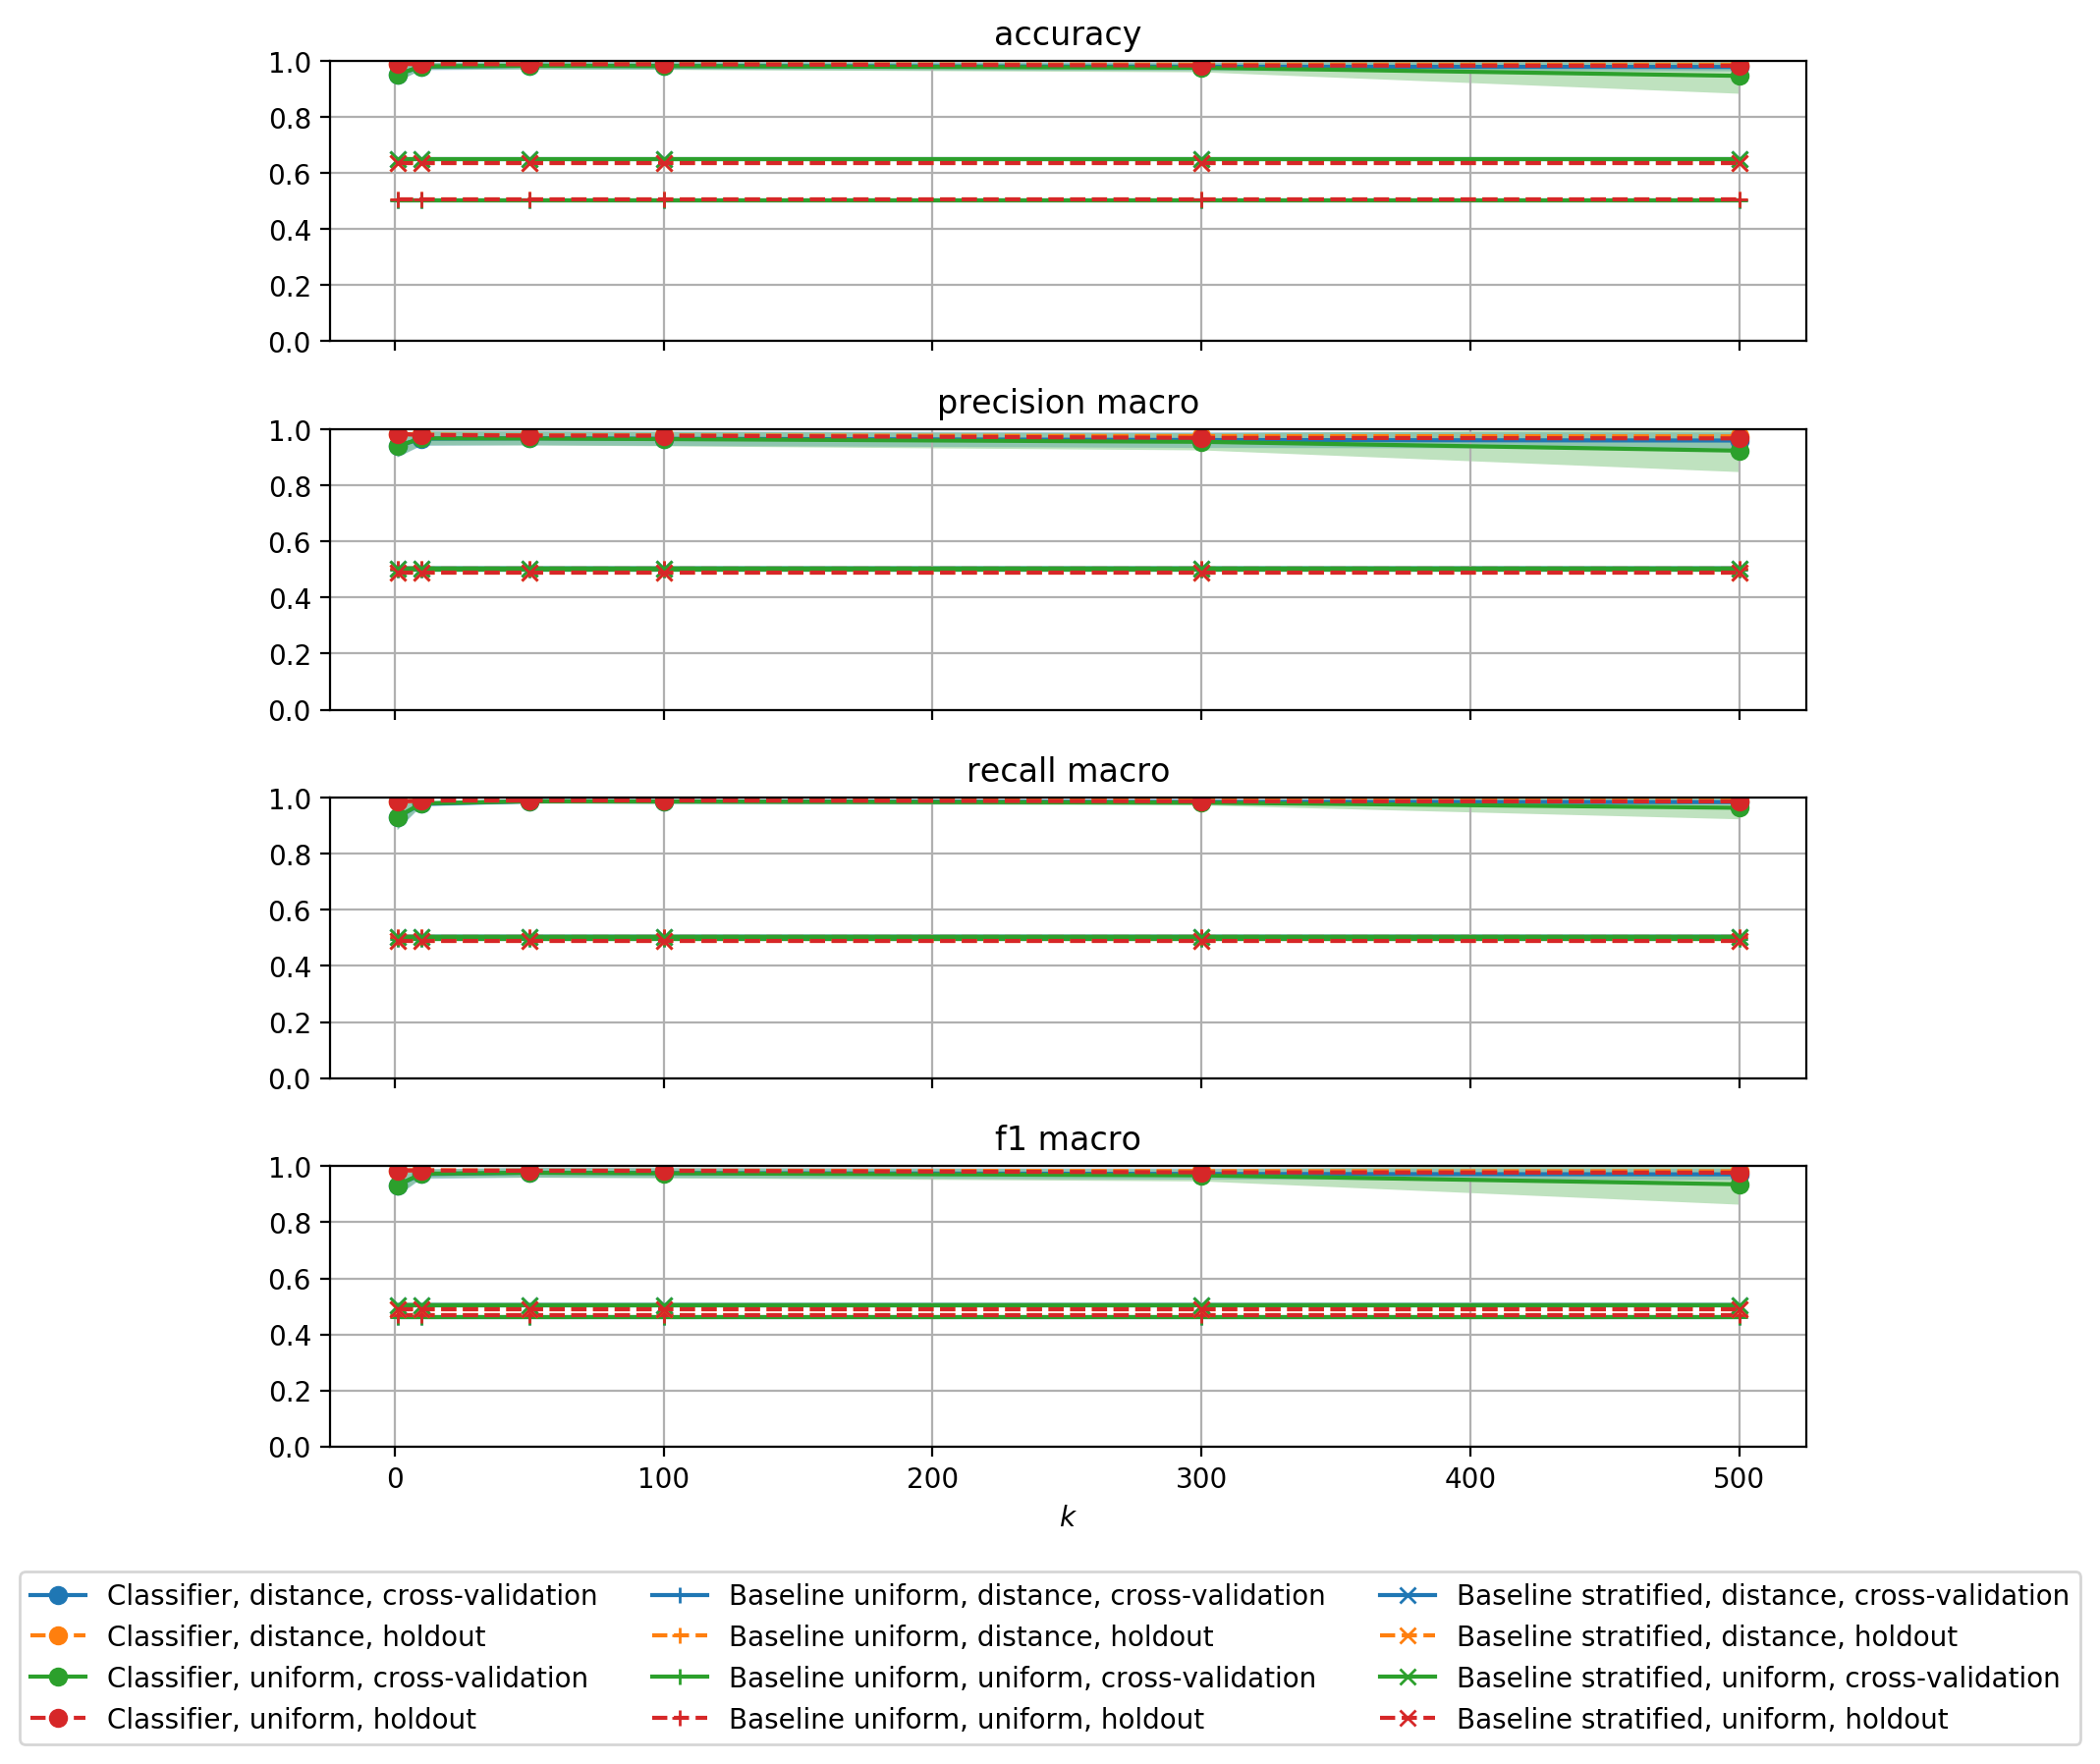 accuracy
1.0
0.8
0.6
0.4
0.2
0.0
precision macro
1.0
0.8
0.6
0.4
0.2
0.0
recall macro
1.0
0.8
0.6
0.4
0.2
0.0
f1 macro
1.0
0.8
0.6
0.4
0.2
0.0
0 100 200 300 400 500
k
Classifier, distance, cross-validation
Classifier, distance, holdout
Classifier, uniform, cross-validation
Classifier, uniform, holdout
Baseline uniform, distance, cross-validation
Baseline uniform, distance, holdout
Baseline uniform, uniform, cross-validation
Baseline uniform, uniform, holdout
Baseline stratified, distance, cross-validation
Baseline stratified, distance, holdout
Baseline stratified, uniform, cross-validation
Baseline stratified, uniform, holdout